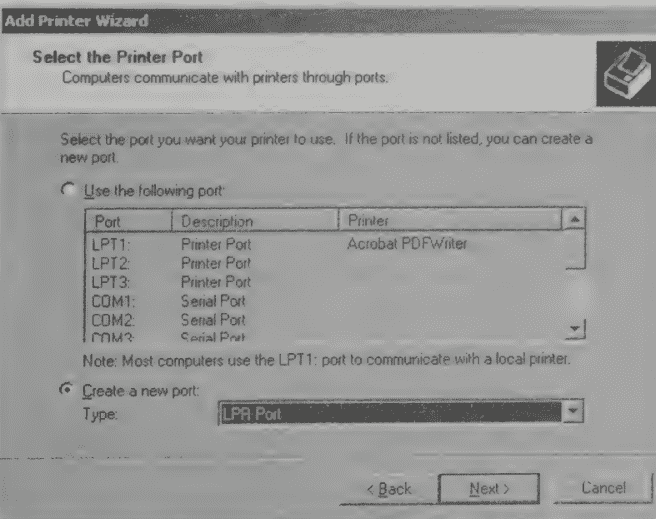 Add Printer Wizard
Select the Printer Port
Computers communicate with printers through ports.
Select the port you want your printer to use. If the port is not listed, you can create a
new port.
Use the following port:
Port Description Printer
LPT1: Printer Port Acrobat PDFWriter
LPT2: Printer Port
LPT3: Printer Port
COM1: Serial Port
COM2: Serial Port
COM3: Serial Port
Note: Most computers use the LPT1: port to communicate with a local printer.
Create a new port:
Type: LPR Port
< Back Next > Cancel